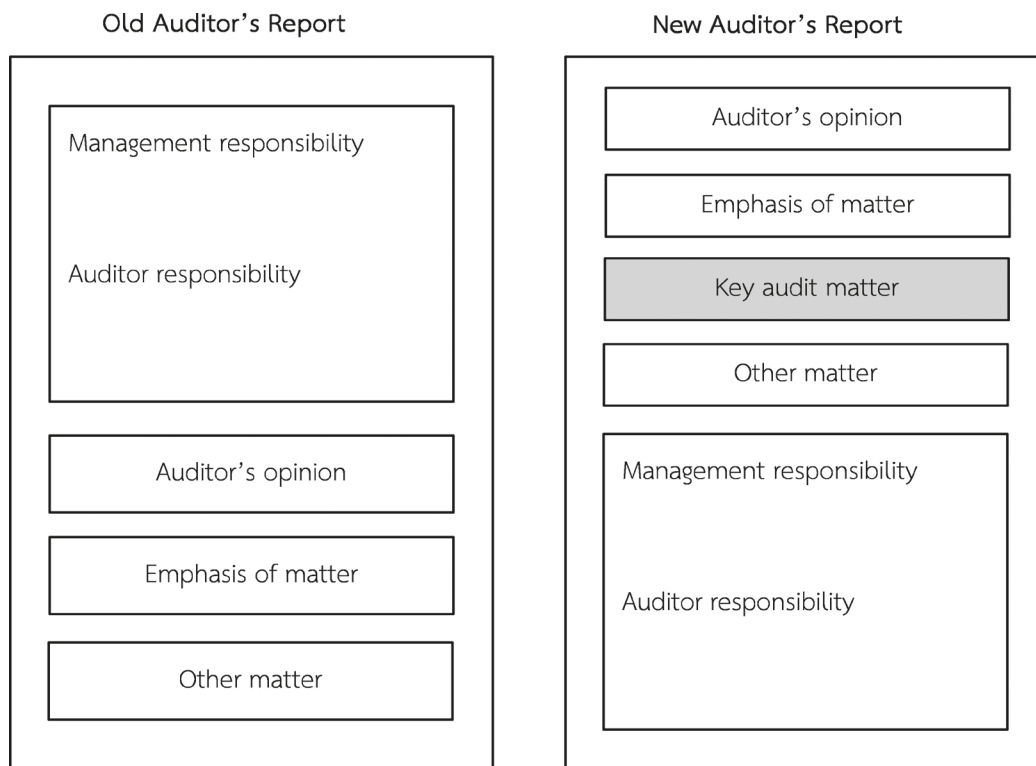 Old Auditor’s Report
Management responsibility
Auditor responsibility
Auditor’s opinion
Emphasis of matter
Other matter
New Auditor’s Report
Auditor’s opinion
Emphasis of matter
Key audit matter
Other matter
Management responsibility
Auditor responsibility